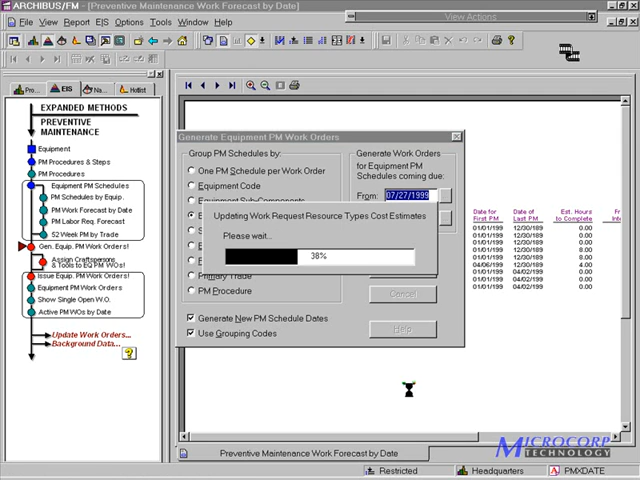 ARCHIBUS/FM - [Preventive Maintenance Work Forecast by Date]
View Actions
File View Report EIS Options Tools Window Help
Pro... EIS Na... Hotlist
EXPANDED METHODS
PREVENTIVE
MAINTENANCE
Equipment
PM Procedures & Steps
PM Procedures
Equipment PM Schedules
PM Schedules by Equip.
PM Work Forecast by Date
PM Labor Req. Forecast
52 Week PM by Trade
Gen. Equip. PM Work Orders!
Assign Craftspersons
& Tools to EQ PM WOs!
Issue Equip. PM Work Orders!
Equipment PM Work Orders
Show Single Open W.O.
Active PM WOs by Date
Update Work Orders...
Background Data...
Generate Equipment PM Work Orders
Group PM Schedules by:
One PM Schedule per Work Order
Equipment Code
Equipment Sub-Components
Primary Trade
PM Procedure
Generate New PM Schedule Dates
Use Grouping Codes
Generate Work Orders
for Equipment PM
Schedules coming due:
From: 07/27/1999
Cancel
Help
Updating Work Request Resource Types Cost Estimates
Please wait...
38%
Date for
First PM
Date of
Last PM
Est. Hours
to Complete
01/01/199 12/30/189 0.00
01/01/199 12/30/189 0.00
01/01/199 12/30/189 0.00
01/01/199 12/30/189 0.00
04/06/199 12/30/189 4.00
01/01/199 04/02/199 0.00
01/01/199 04/02/199 0.00
01/01/199 04/02/199 0.00
Preventive Maintenance Work Forecast by Date
MICROCORP
TECHNOLOGY
Restricted
Headquarters
PMXDATE